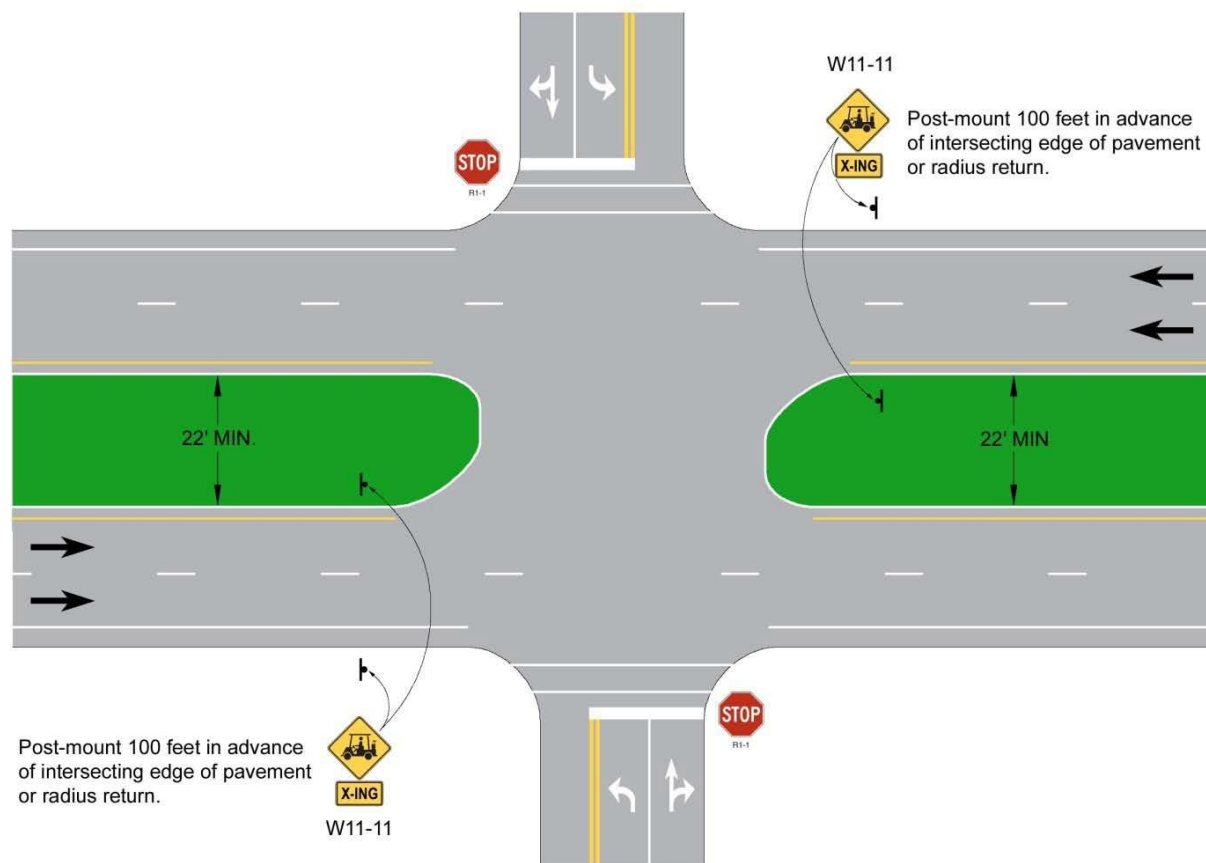 W11-11
Post-mount 100 feet in advance
of intersecting edge of pavement
or radius return.
X-ING
STOP
R1-1
22' MIN.
22' MIN
STOP
R1-1
Post-mount 100 feet in advance
of intersecting edge of pavement
or radius return.
X-ING
W11-11